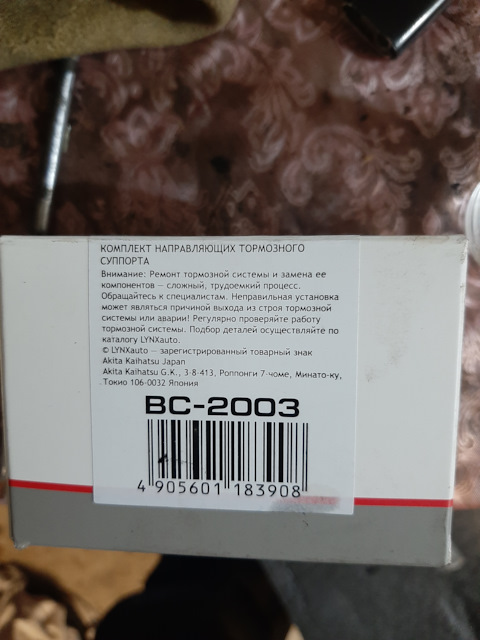 КОМПЛЕКТ НАПРАВЛЯЮЩИХ ТОРМОЗНОГО
СУППОРТА
Внимание: Ремонт тормозной системы и замена ее
компонентов — сложный, трудоемкий процесс.
Обращайтесь к специалистам. Неправильная установка
может являться причиной выхода из строя тормозной
системы или аварии! Регулярно проверяйте работу
тормозной системы. Подбор деталей осуществляйте по
каталогу LYNXauto.
© LYNXauto — зарегистрированный товарный знак
Akita Kaihatsu Japan
Akita Kaihatsu G.K., 3-8-413, Роппонги 7-чоме, Минато-ку,
Токио 106-0032 Япония
BC-2003
4 905601 183908